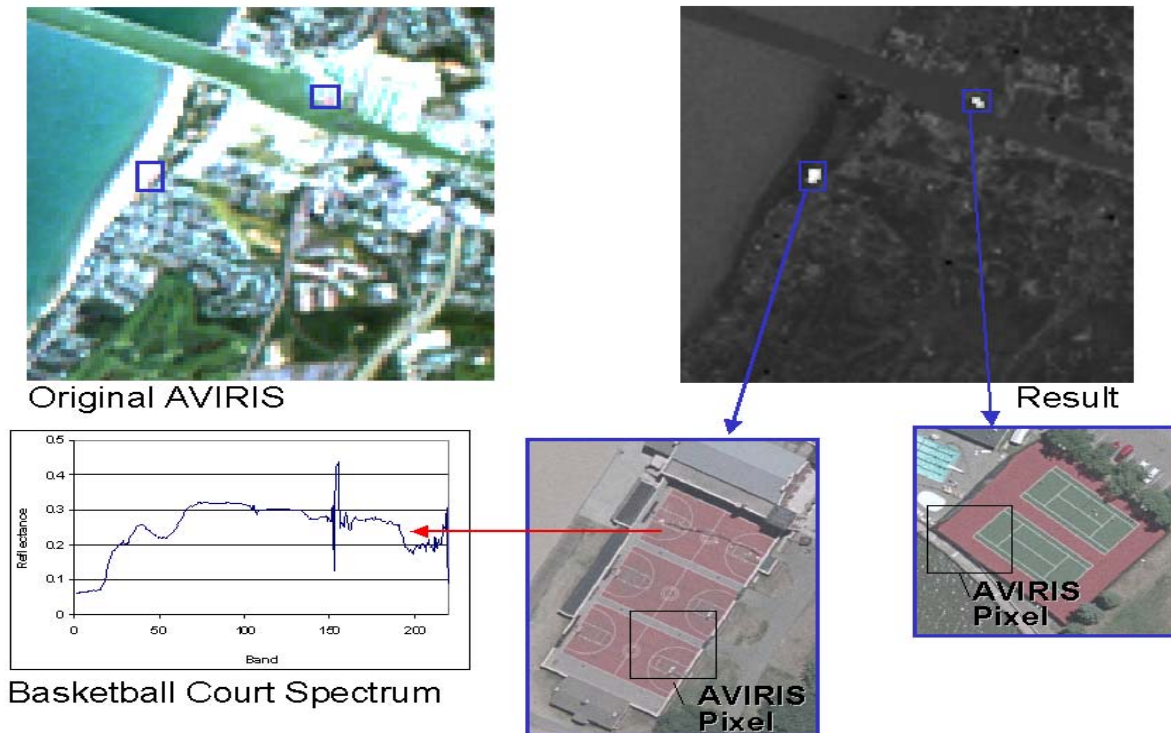 Original AVIRIS
Result
0.5
0.4
0.3
0.2
0.1
0
Reflectance
0
50
100
150
200
Band
Basketball Court Spectrum
AVIRIS
Pixel
AVIRIS
Pixel